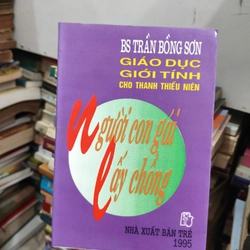 BS TRẦN BỒNG SƠN
GIÁO DỤC
GIỚI TÍNH
CHO THANH THIẾU NIÊN
Người con gái
lấy chồng
NHÀ XUẤT BẢN TRẺ
1995